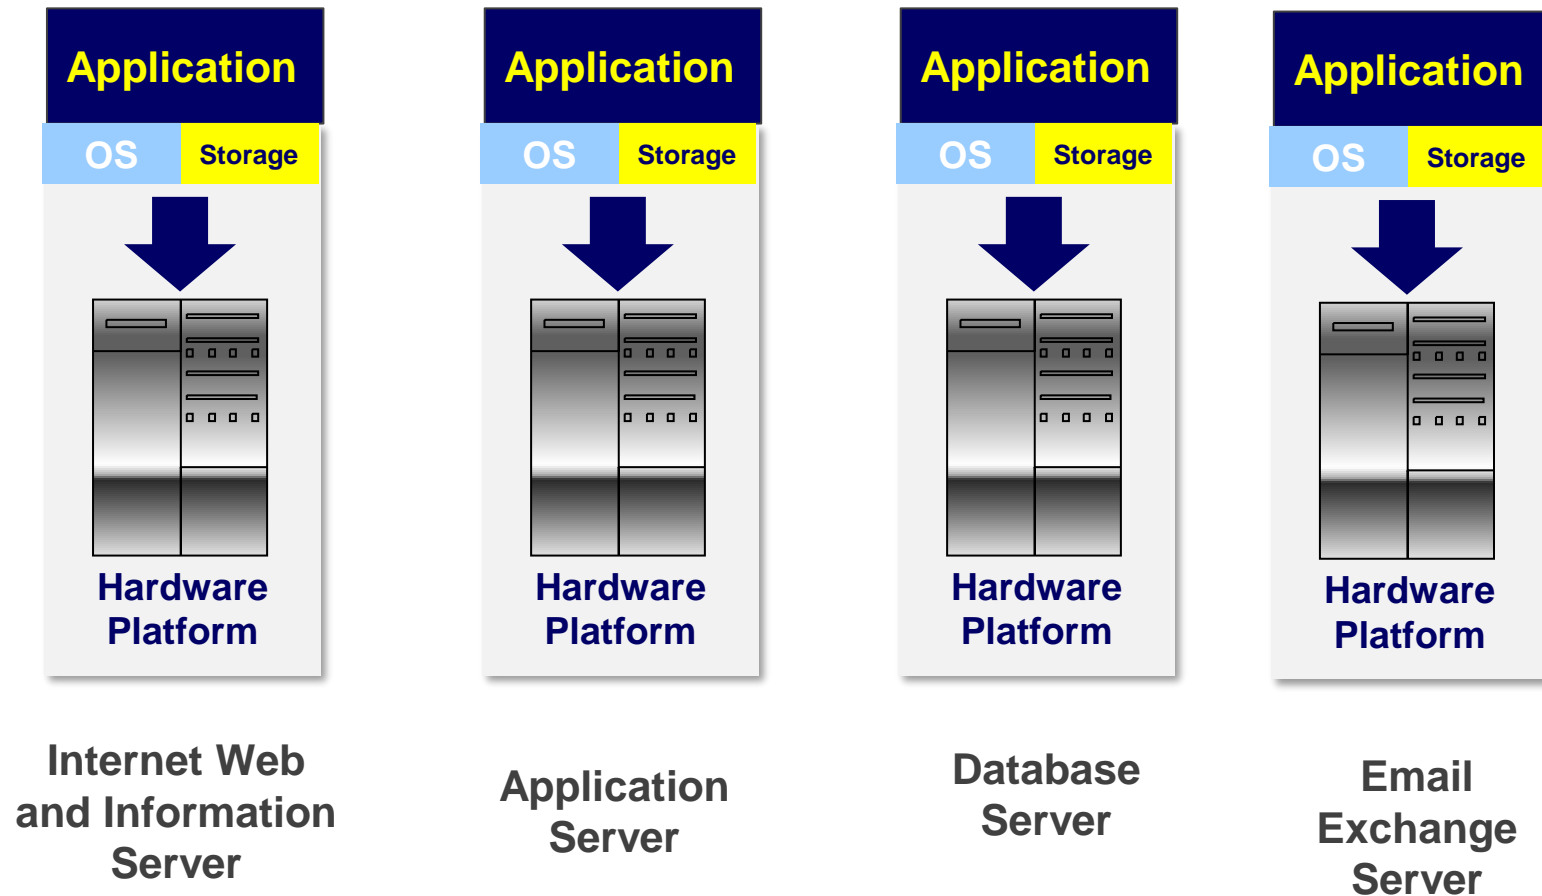 Application
OS
Storage
Hardware
Platform
Internet Web
and Information
Server
Application
OS
Storage
Hardware
Platform
Application
Server
Application
OS
Storage
Hardware
Platform
Database
Server
Application
OS
Storage
Hardware
Platform
Email
Exchange
Server